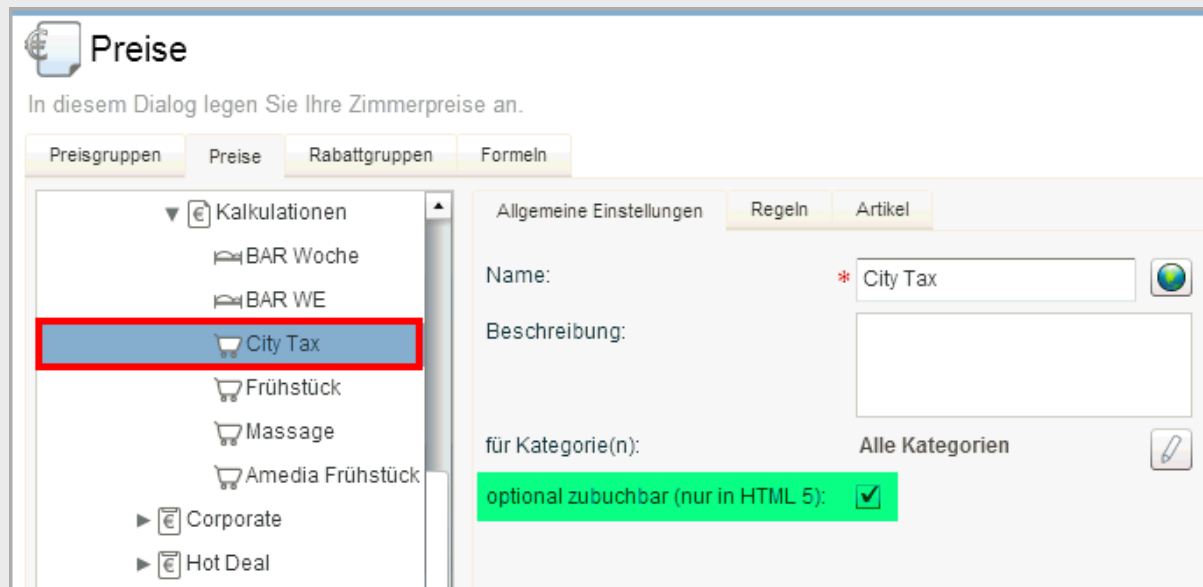 Preise
In diesem Dialog legen Sie Ihre Zimmerpreise an.
Preisgruppen Preise Rabattgruppen Formeln
Kalkulationen
BAR Woche
BAR WE
City Tax
Frühstück
Massage
Amedia Frühstück
Corporate
Hot Deal
Allgemeine Einstellungen Regeln Artikel
Name: * City Tax
Beschreibung:
für Kategorie(n): Alle Kategorien
optional zubuchbar (nur in HTML 5):